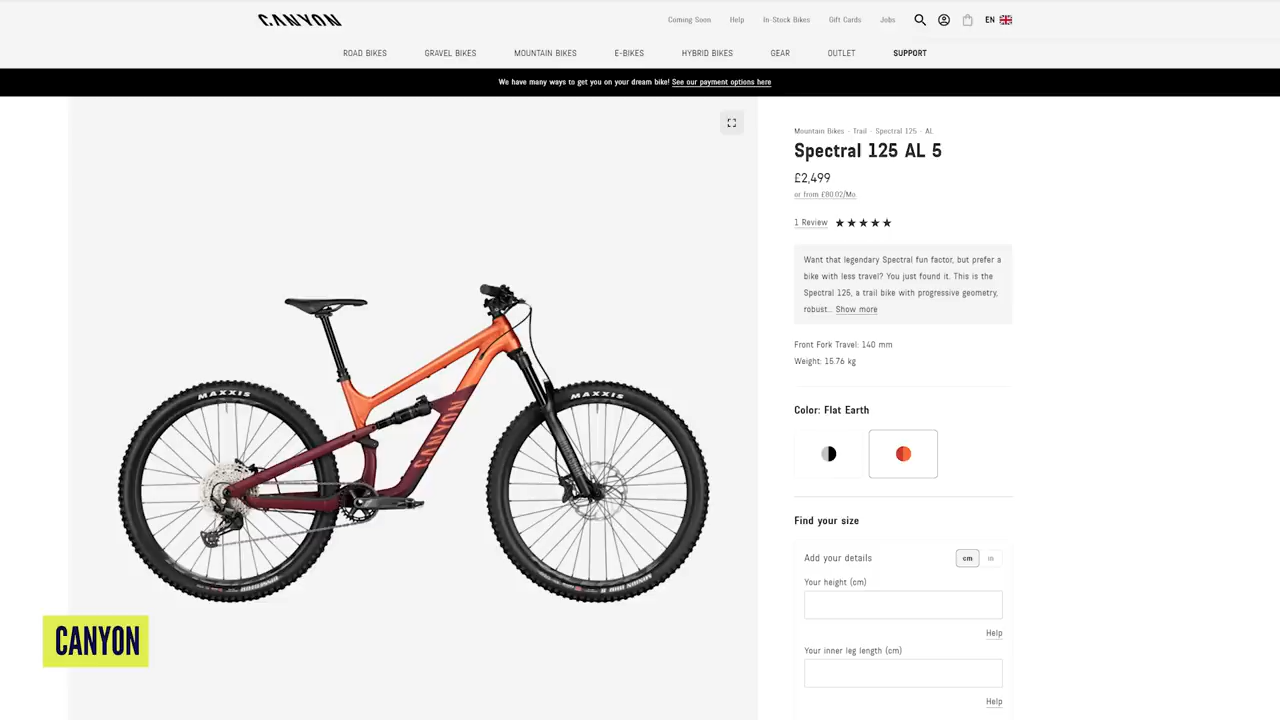 CANYON
Coming Soon Help In-Stock Bikes Gift Cards Jobs EN
ROAD BIKES GRAVEL BIKES MOUNTAIN BIKES E-BIKES HYBRID BIKES GEAR OUTLET SUPPORT
We have many ways to get you on your dream bike! See our payment options here
Mountain Bikes - Trail - Spectral 125 - AL
Spectral 125 AL 5
£2,499
or from £80.02/Mo.
1 Review
Want that legendary Spectral fun factor, but prefer a
bike with less travel? You just found it. This is the
Spectral 125, a trail bike with progressive geometry,
robust... Show more
Front Fork Travel: 140 mm
Weight: 15.76 kg
MAXXIS
MAXXIS
CANYON
Color: Flat Earth
Find your size
Add your details cm in
Your height (cm)
Help
Your inner leg length (cm)
Help
CANYON